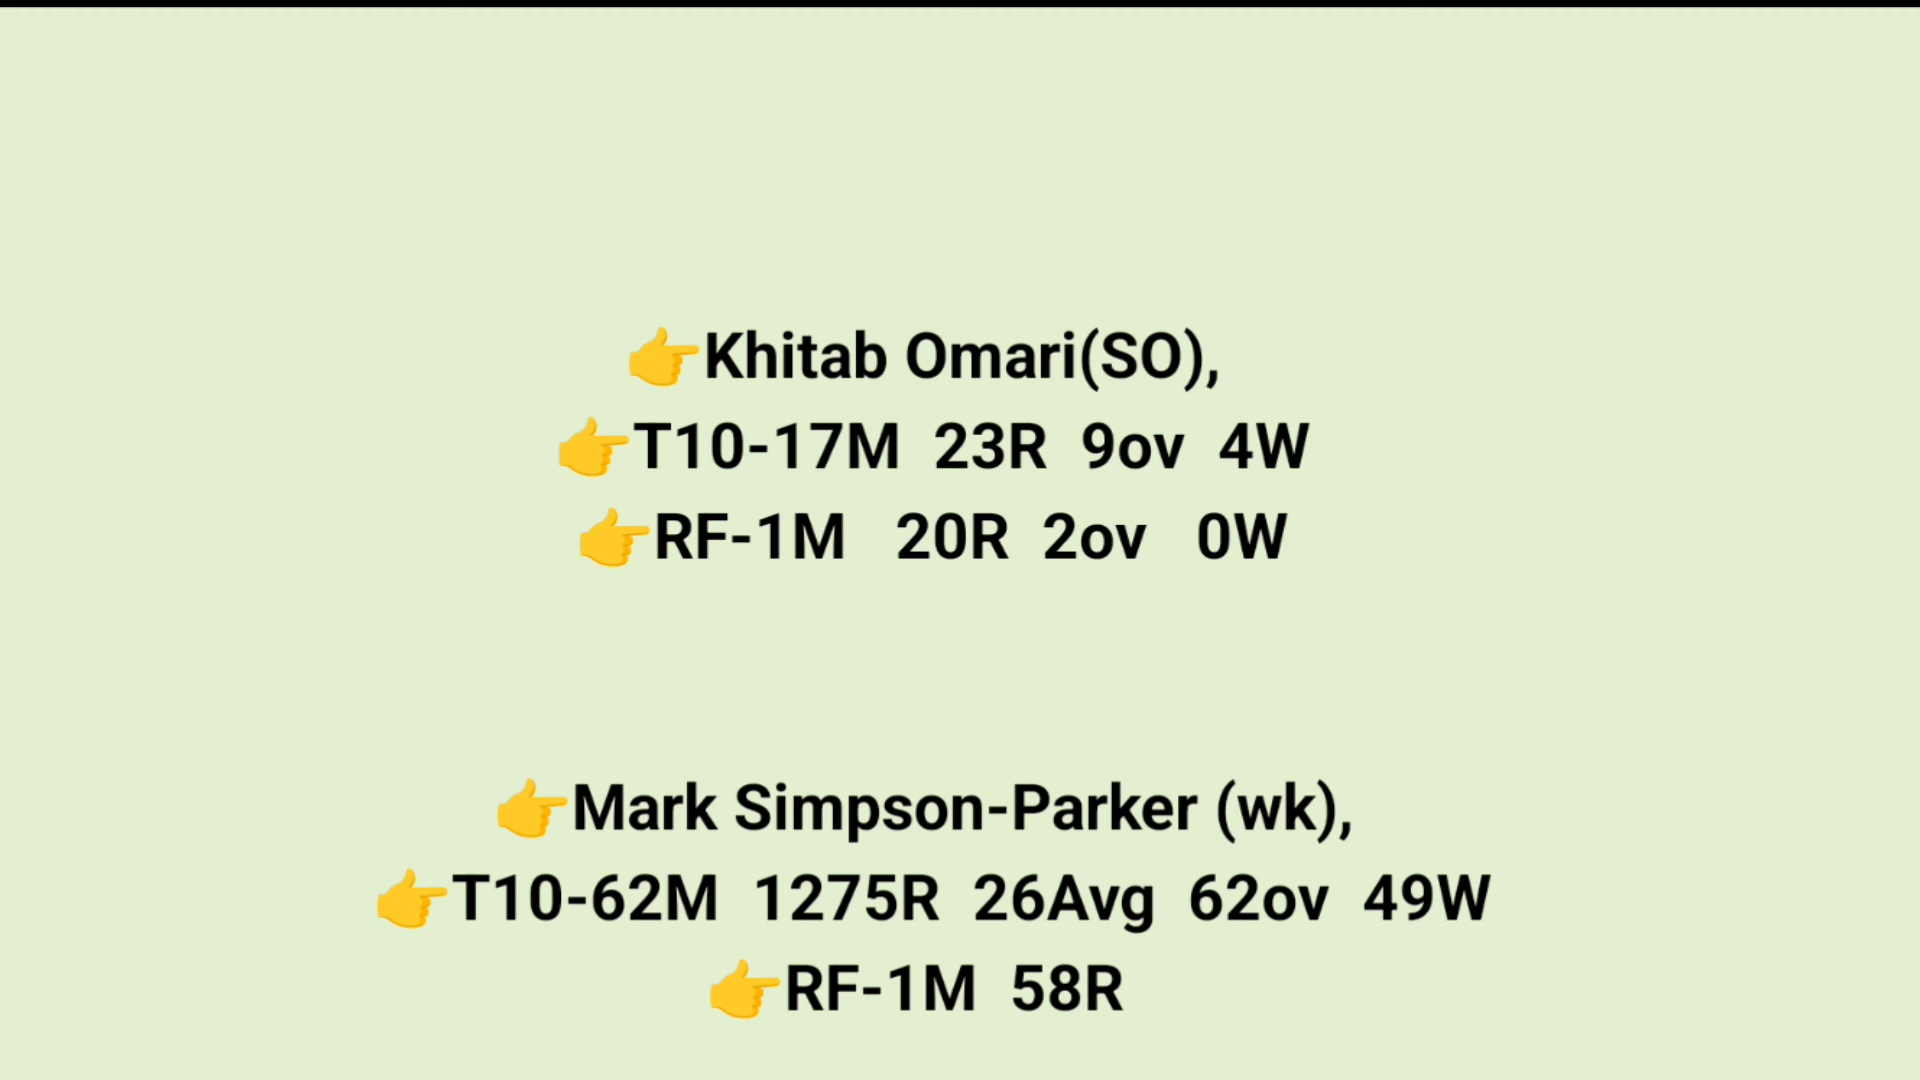 👉Khitab Omari(SO),
👉T10-17M 23R 9ov 4W
👉RF-1M 20R 2ov 0W
👉Mark Simpson-Parker (wk),
👉T10-62M 1275R 26Avg 62ov 49W
👉RF-1M 58R